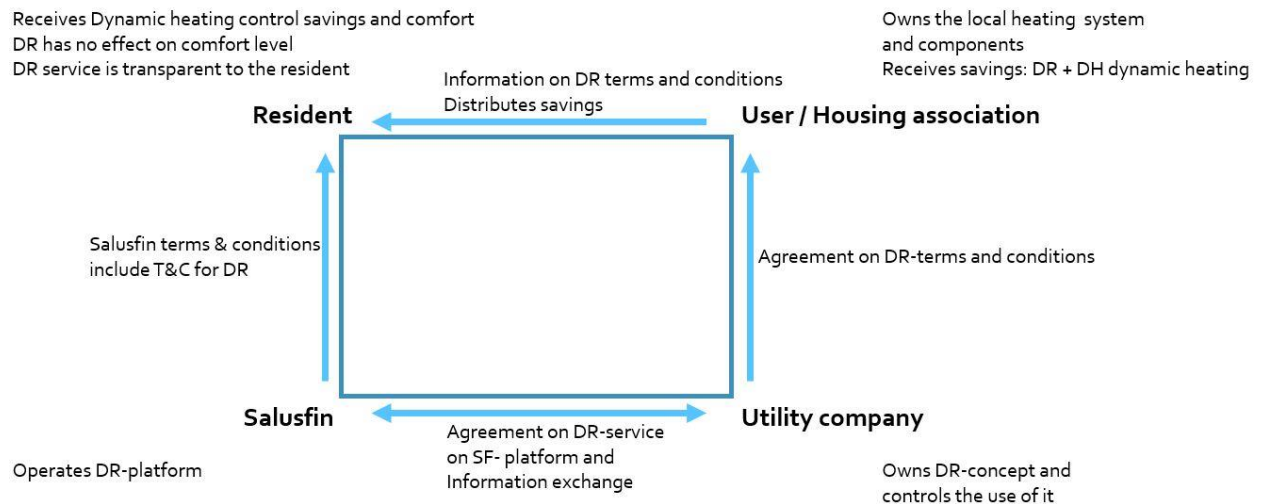 Receives Dynamic heating control savings and comfort
DR has no effect on comfort level
DR service is transparent to the resident
Owns the local heating system
and components
Receives savings: DR + DH dynamic heating
Information on DR terms and conditions
Distributes savings
Resident
User / Housing association
Salusfin terms & conditions
include T&C for DR
Agreement on DR-terms and conditions
Salusfin
Utility company
Agreement on DR-service
on SF- platform and
Information exchange
Operates DR-platform
Owns DR-concept and
controls the use of it